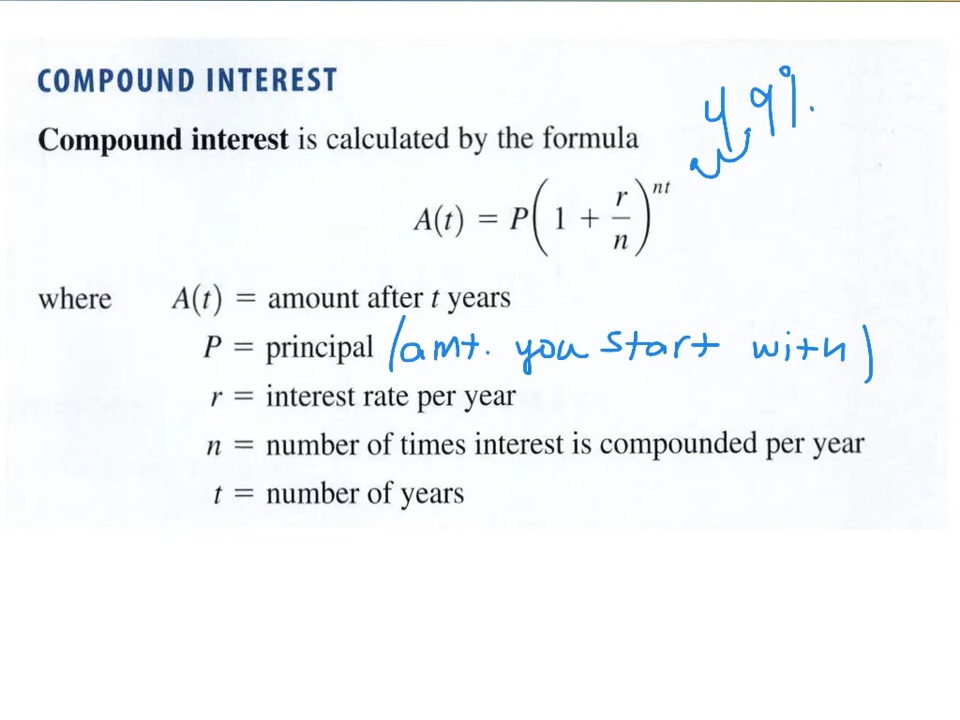 COMPOUND INTEREST
4.9%
Compound interest is calculated by the formula
A(t) = P(1 + r/n)^nt
where A(t) = amount after t years
P = principal (amt. you start with)
r = interest rate per year
n = number of times interest is compounded per year
t = number of years